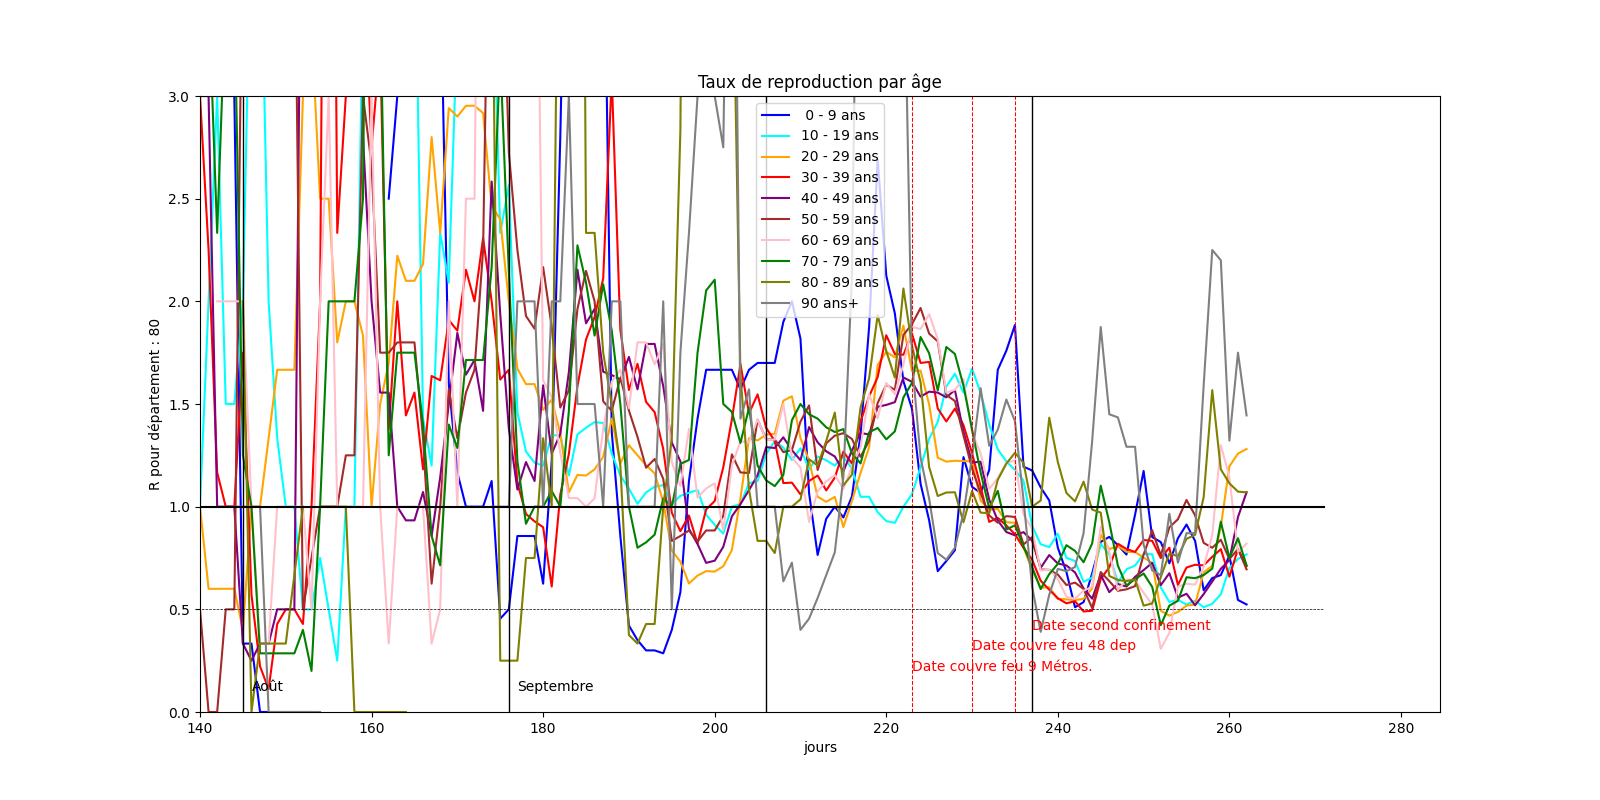 Taux de reproduction par âge
R pour département : 80
3.0
2.5
2.0
1.5
1.0
0.5
0.0
0 - 9 ans
10 - 19 ans
20 - 29 ans
30 - 39 ans
40 - 49 ans
50 - 59 ans
60 - 69 ans
70 - 79 ans
80 - 89 ans
90 ans+
Date second confinement
Date couvre feu 48 dep
Date couvre feu 9 Métros.
Août
Septembre
140
160
180
200
220
240
260
280
jours